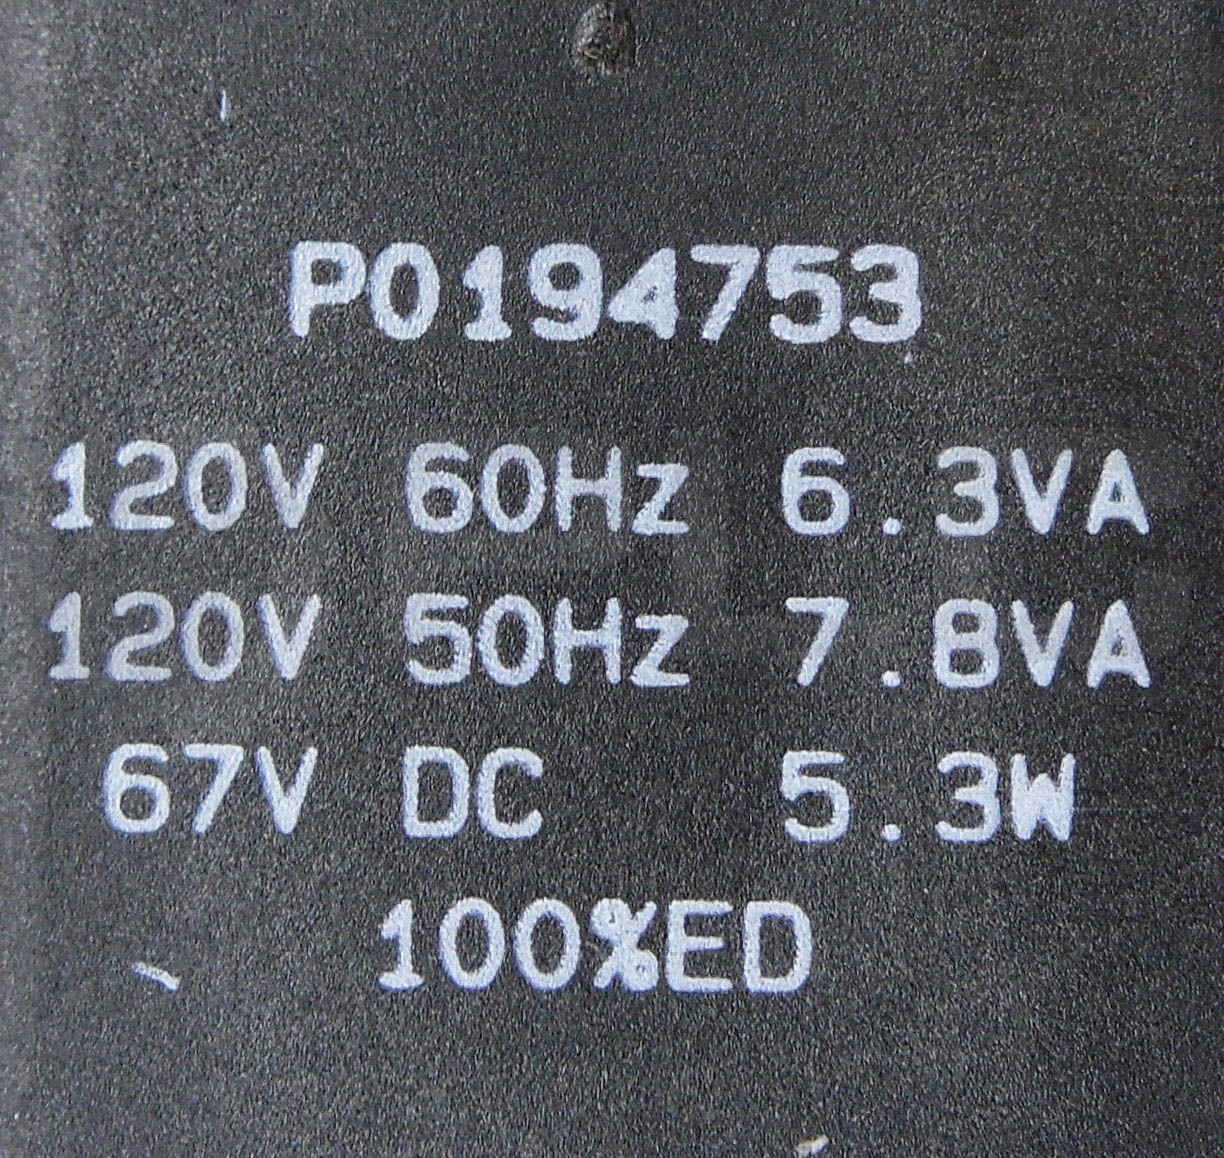 P0194753
120V 60Hz 6.3VA
120V 50Hz 7.8VA
67V DC 5.3W
100%ED